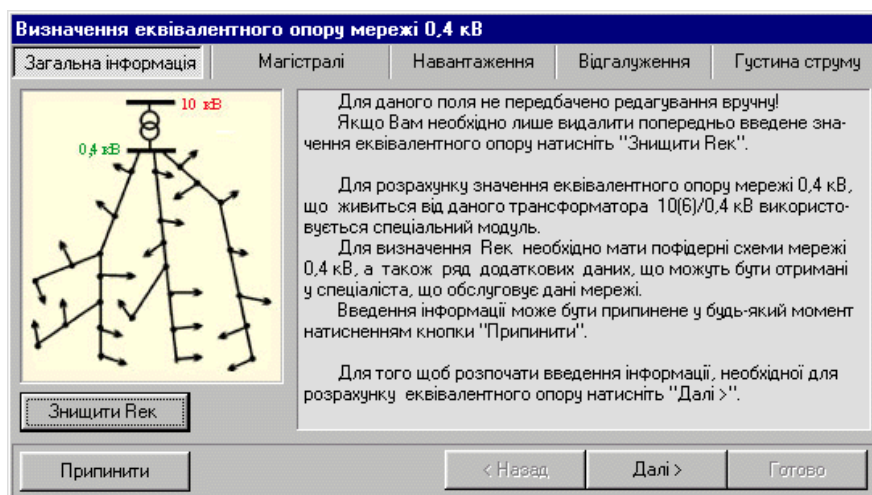 Визначення еквівалентного опору мережі 0,4 кВ
Загальна інформація
Магістралі
Навантаження
Відгалуження
Густина струму
10 кВ
0,4 кВ
Для даного поля не передбачено редагування вручну!
Якщо Вам необхідно лише видалити попередньо введене зна-
чення еквівалентного опору натисніть "Знищити Rек".
Для розрахунку значення еквівалентного опору мережі 0,4 кВ,
що живиться від даного трансформатора 10(6)/0,4 кВ використо-
вується спеціальний модуль.
Для визначення Rек необхідно мати пофідерні схеми мережі
0,4 кВ, а також ряд додаткових даних, що можуть бути отримані
у спеціаліста, що обслуговує дані мережі.
Введення інформації може бути припинене у будь-який момент
натисненням кнопки "Припинити".
Для того щоб розпочати введення інформації, необхідної для
розрахунку еквівалентного опору натисніть "Далі >".
Знищити Rек
Припинити
< Назад
Далі >
Готово